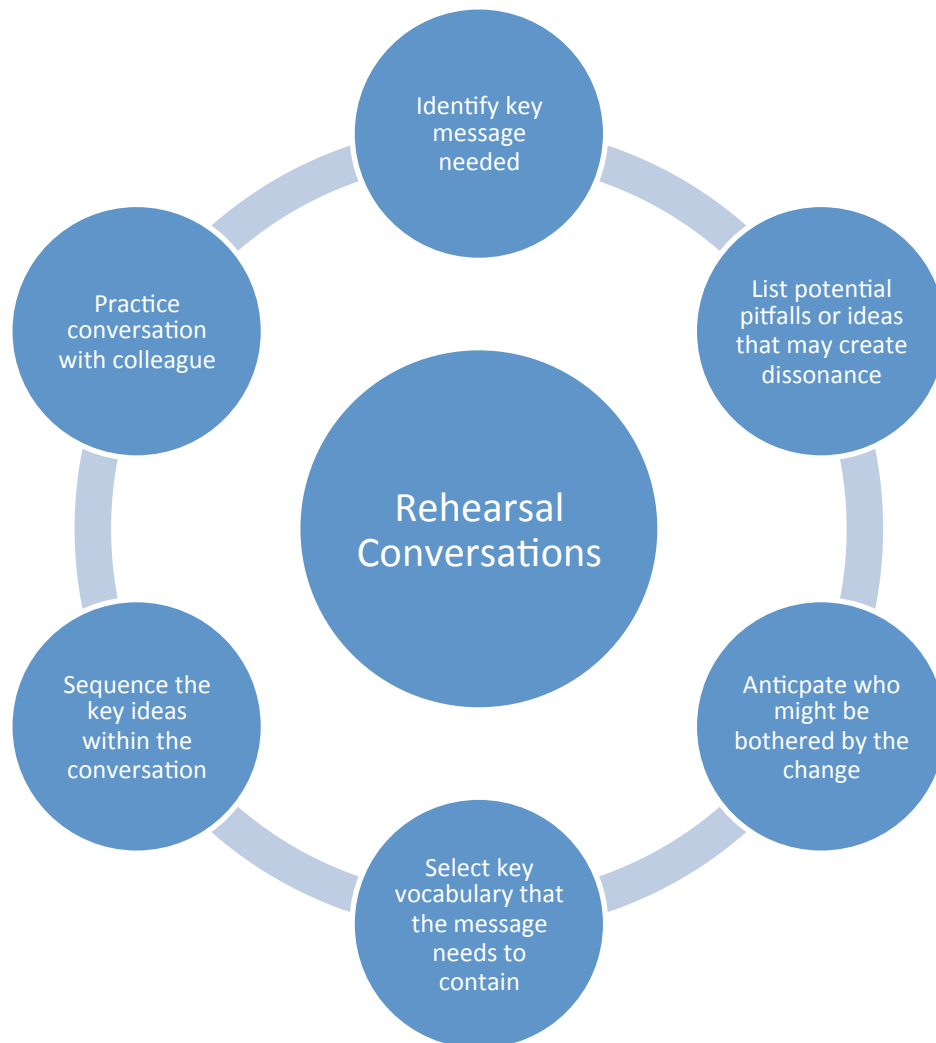 Identify key
message
needed
List potential
pitfalls or ideas
that may create
dissonance
Anticpate who
might be
bothered by the
change
Select key
vocabulary that
the message
needs to
contain
Sequence the
key ideas
within the
conversation
Practice
conversation
with colleague
Rehearsal
Conversations